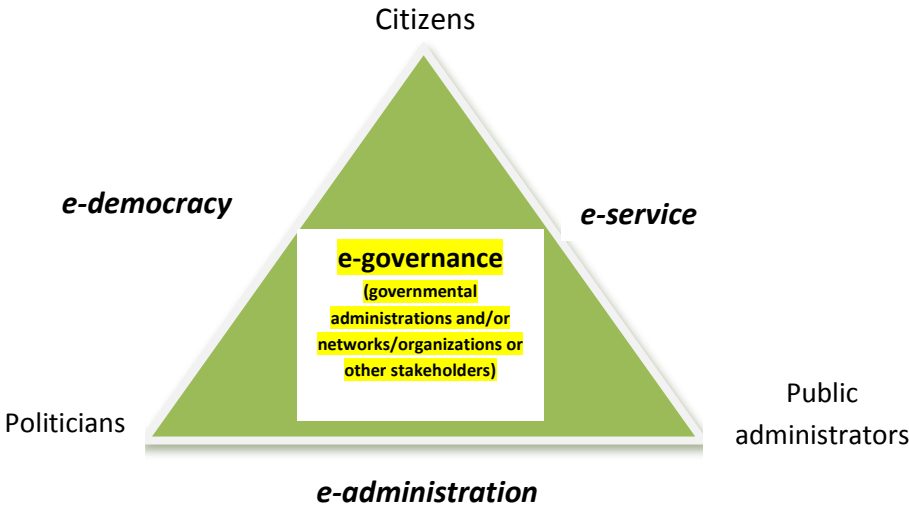 Citizens
e-democracy
e-service
e-governance
(governmental
administrations and/or
networks/organizations or
other stakeholders)
Politicians
Public
administrators
e-administration